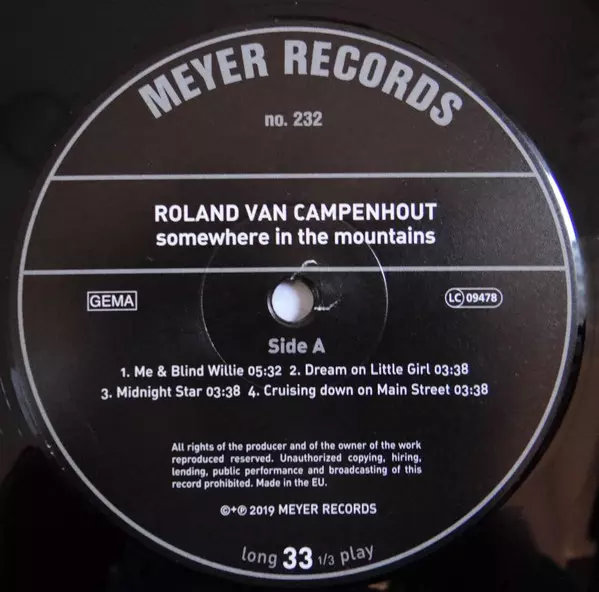 MEYER RECORDS
no. 232
ROLAND VAN CAMPENHOUT
somewhere in the mountains
GEMA
LC 09478
Side A
1. Me & Blind Willie 05:32 2. Dream on Little Girl 03:38
3. Midnight Star 03:38 4. Cruising down on Main Street 03:38
All rights of the producer and of the owner of the work
reproduced reserved. Unauthorized copying, hiring,
lending, public performance and broadcasting of this
record prohibited. Made in the EU.
©+℗ 2019 MEYER RECORDS
long 33 1/3 play